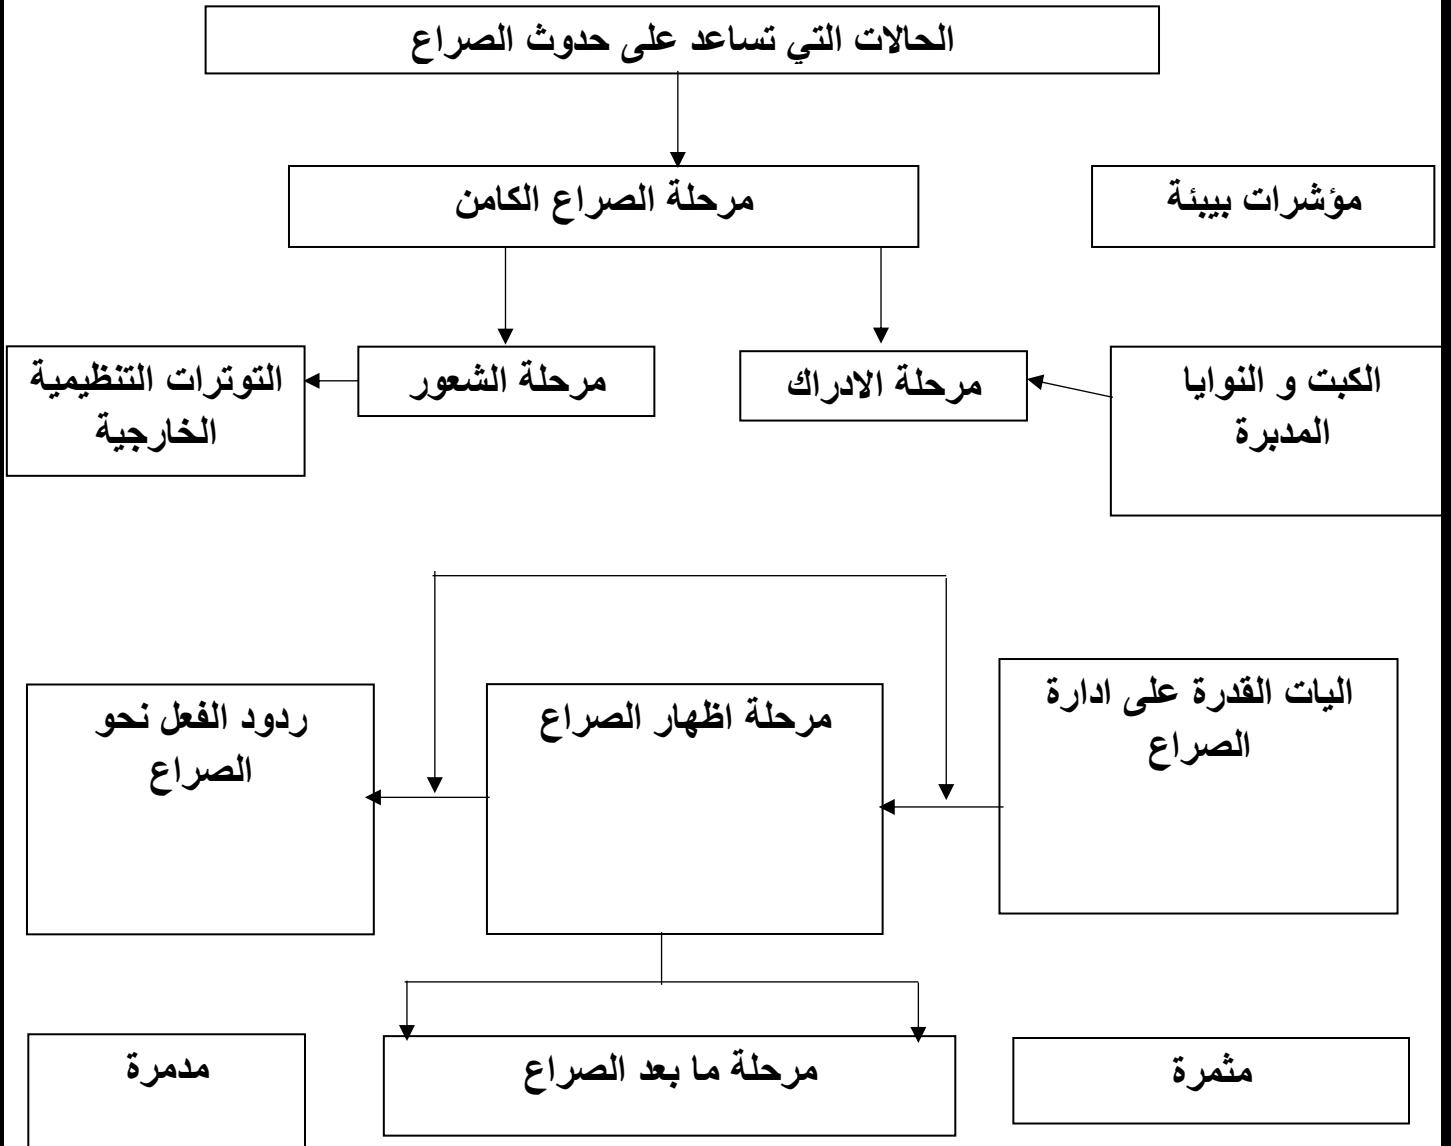 الحالات التي تساعد على حدوث الصراع
مؤشرات بيبئة
مرحلة الصراع الكامن
الكبت و النوايا
المدبرة
مرحلة الادراك
مرحلة الشعور
التوترات التنظيمية
الخارجية
اليات القدرة على ادارة
الصراع
مرحلة اظهار الصراع
ردود الفعل نحو
الصراع
مثمرة
مرحلة ما بعد الصراع
مدمرة